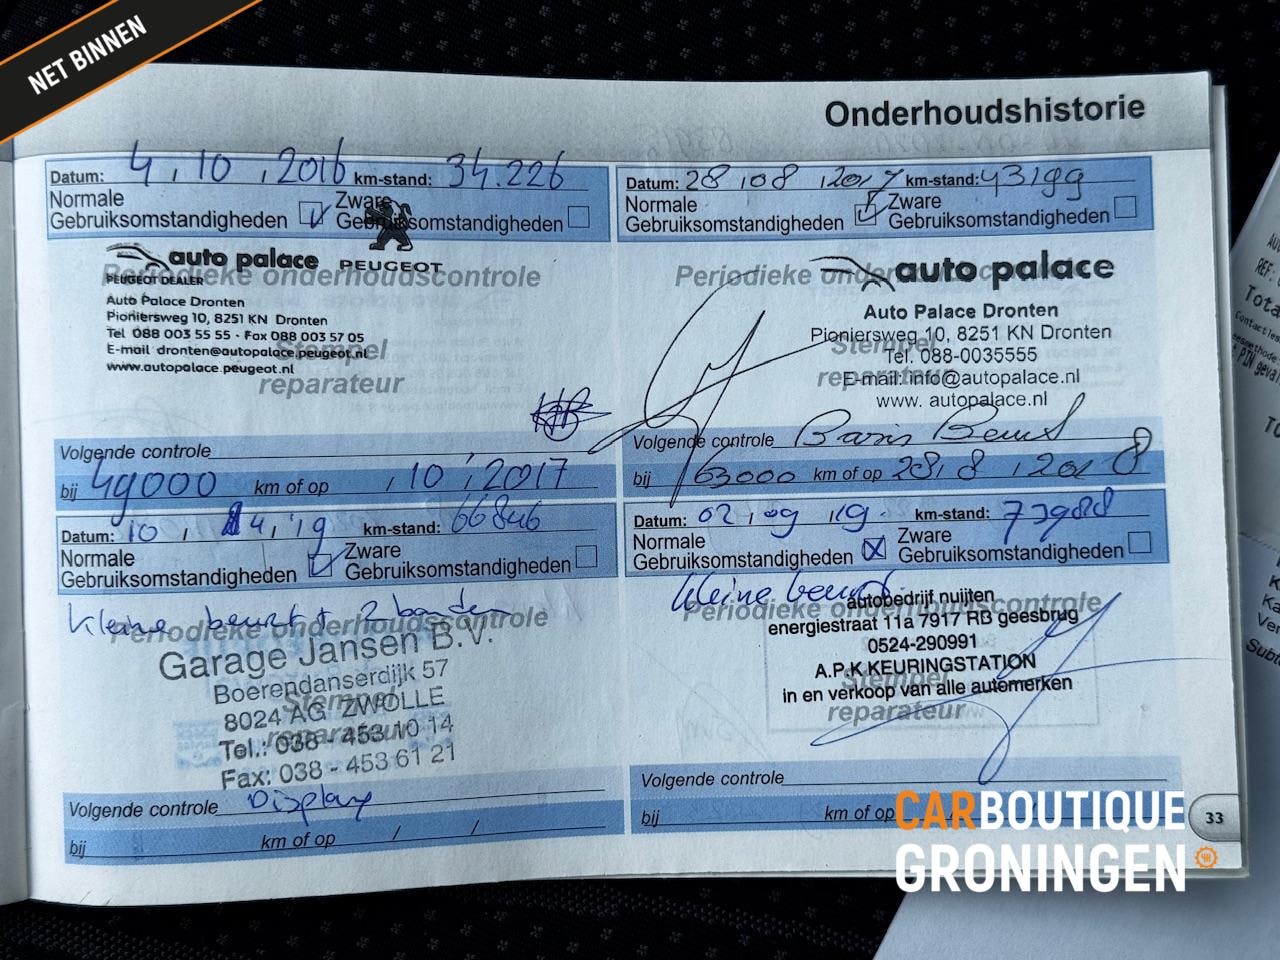 NET BINNEN
Onderhoudshistorie
Datum: 4 , 10 , 2016 km-stand: 34.226
Normale Gebruiksomstandigheden
Zware Gebruiksomstandigheden
auto palace PEUGEOT
PEUGEOT DEALER
Periodieke onderhoudscontrole
Auto Palace Dronten
Pioniersweg 10, 8251 KN Dronten
Tel 088 003 55 55 - Fax 088 003 57 05
E-mail dronten@autopalace.peugeot.nl
www.autopalace.peugeot.nl
Stempel
reparateur
Volgende controle
bij 49000 km of op , 10 , 2017
Datum: 28 , 08 , 2017 km-stand: 43199
Normale Gebruiksomstandigheden
Zware Gebruiksomstandigheden
auto palace
Periodieke onderhoudscontrole
Auto Palace Dronten
Pioniersweg 10, 8251 KN Dronten
Tel. 088-0035555
E-mail: info@autopalace.nl
www. autopalace.nl
Stempel
reparateur
Volgende controle
bij 63000 km of op 28, 8 , 2018
Datum: 10 , 4 , '19 km-stand: 66846
Normale Gebruiksomstandigheden
Zware Gebruiksomstandigheden
Kleine beurt + 2 banden
Periodieke onderhoudscontrole
Garage Jansen B.V.
Boerendanserdijk 57
8024 AG ZWOLLE
Tel.: 038 - 453 10 14
Fax: 038 - 453 61 21
Stempel
reparateur
Volgende controle Display
bij km of op / /
Datum: 02 , 09 , 19. km-stand:
Normale Gebruiksomstandigheden
Zware Gebruiksomstandigheden
kleine beurt
Periodieke onderhoudscontrole
autobedrijf nuijten
energiestraat 11a 7917 RB geesbrug
0524-290991
A.P.K.KEURINGSTATION
in en verkoop van alle automerken
Stempel
reparateur
Volgende controle
bij km of op
33
CARBOUTIQUE
GRONINGEN